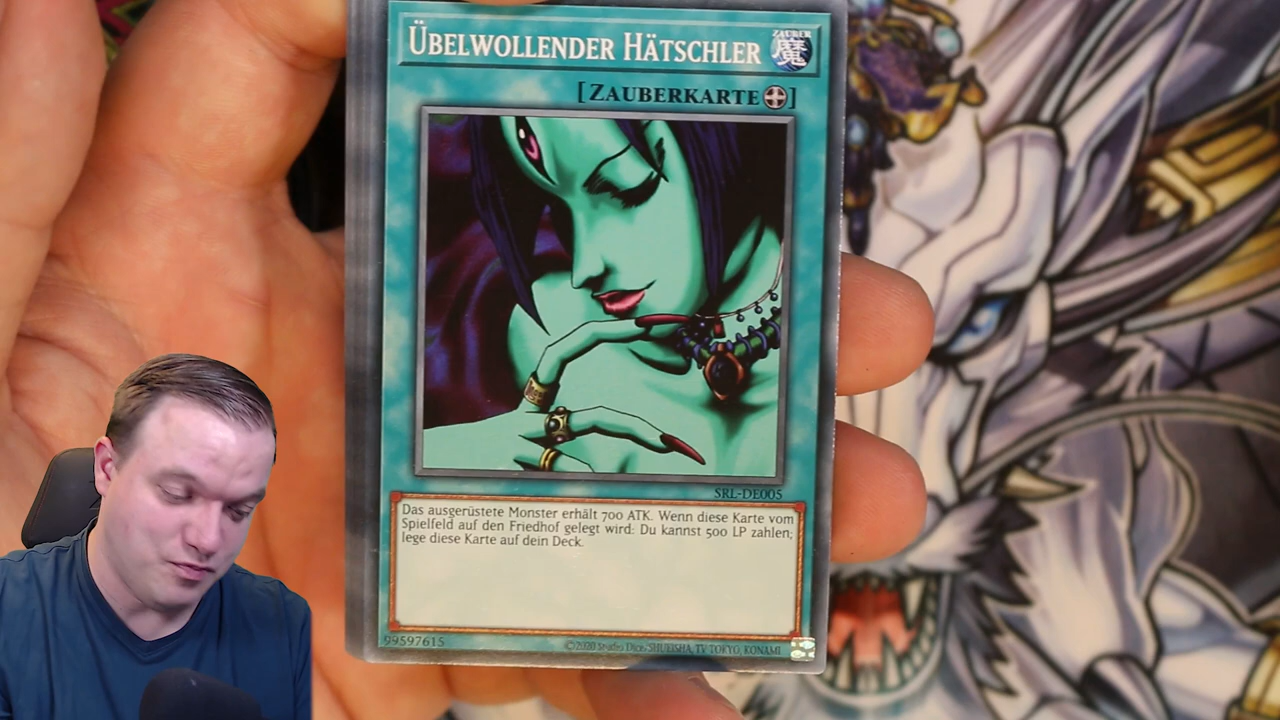 ÜBELWOLLENDER HÄTSCHLER
ZAUBER
魔
[ZAUBERKARTE]
SRL-DE005
Das ausgerüstete Monster erhält 700 ATK. Wenn diese Karte vom
Spielfeld auf den Friedhof gelegt wird: Du kannst 500 LP zahlen;
lege diese Karte auf dein Deck.
99597615
©2020 Studio Dice/SHUEISHA, TV TOKYO, KONAMI